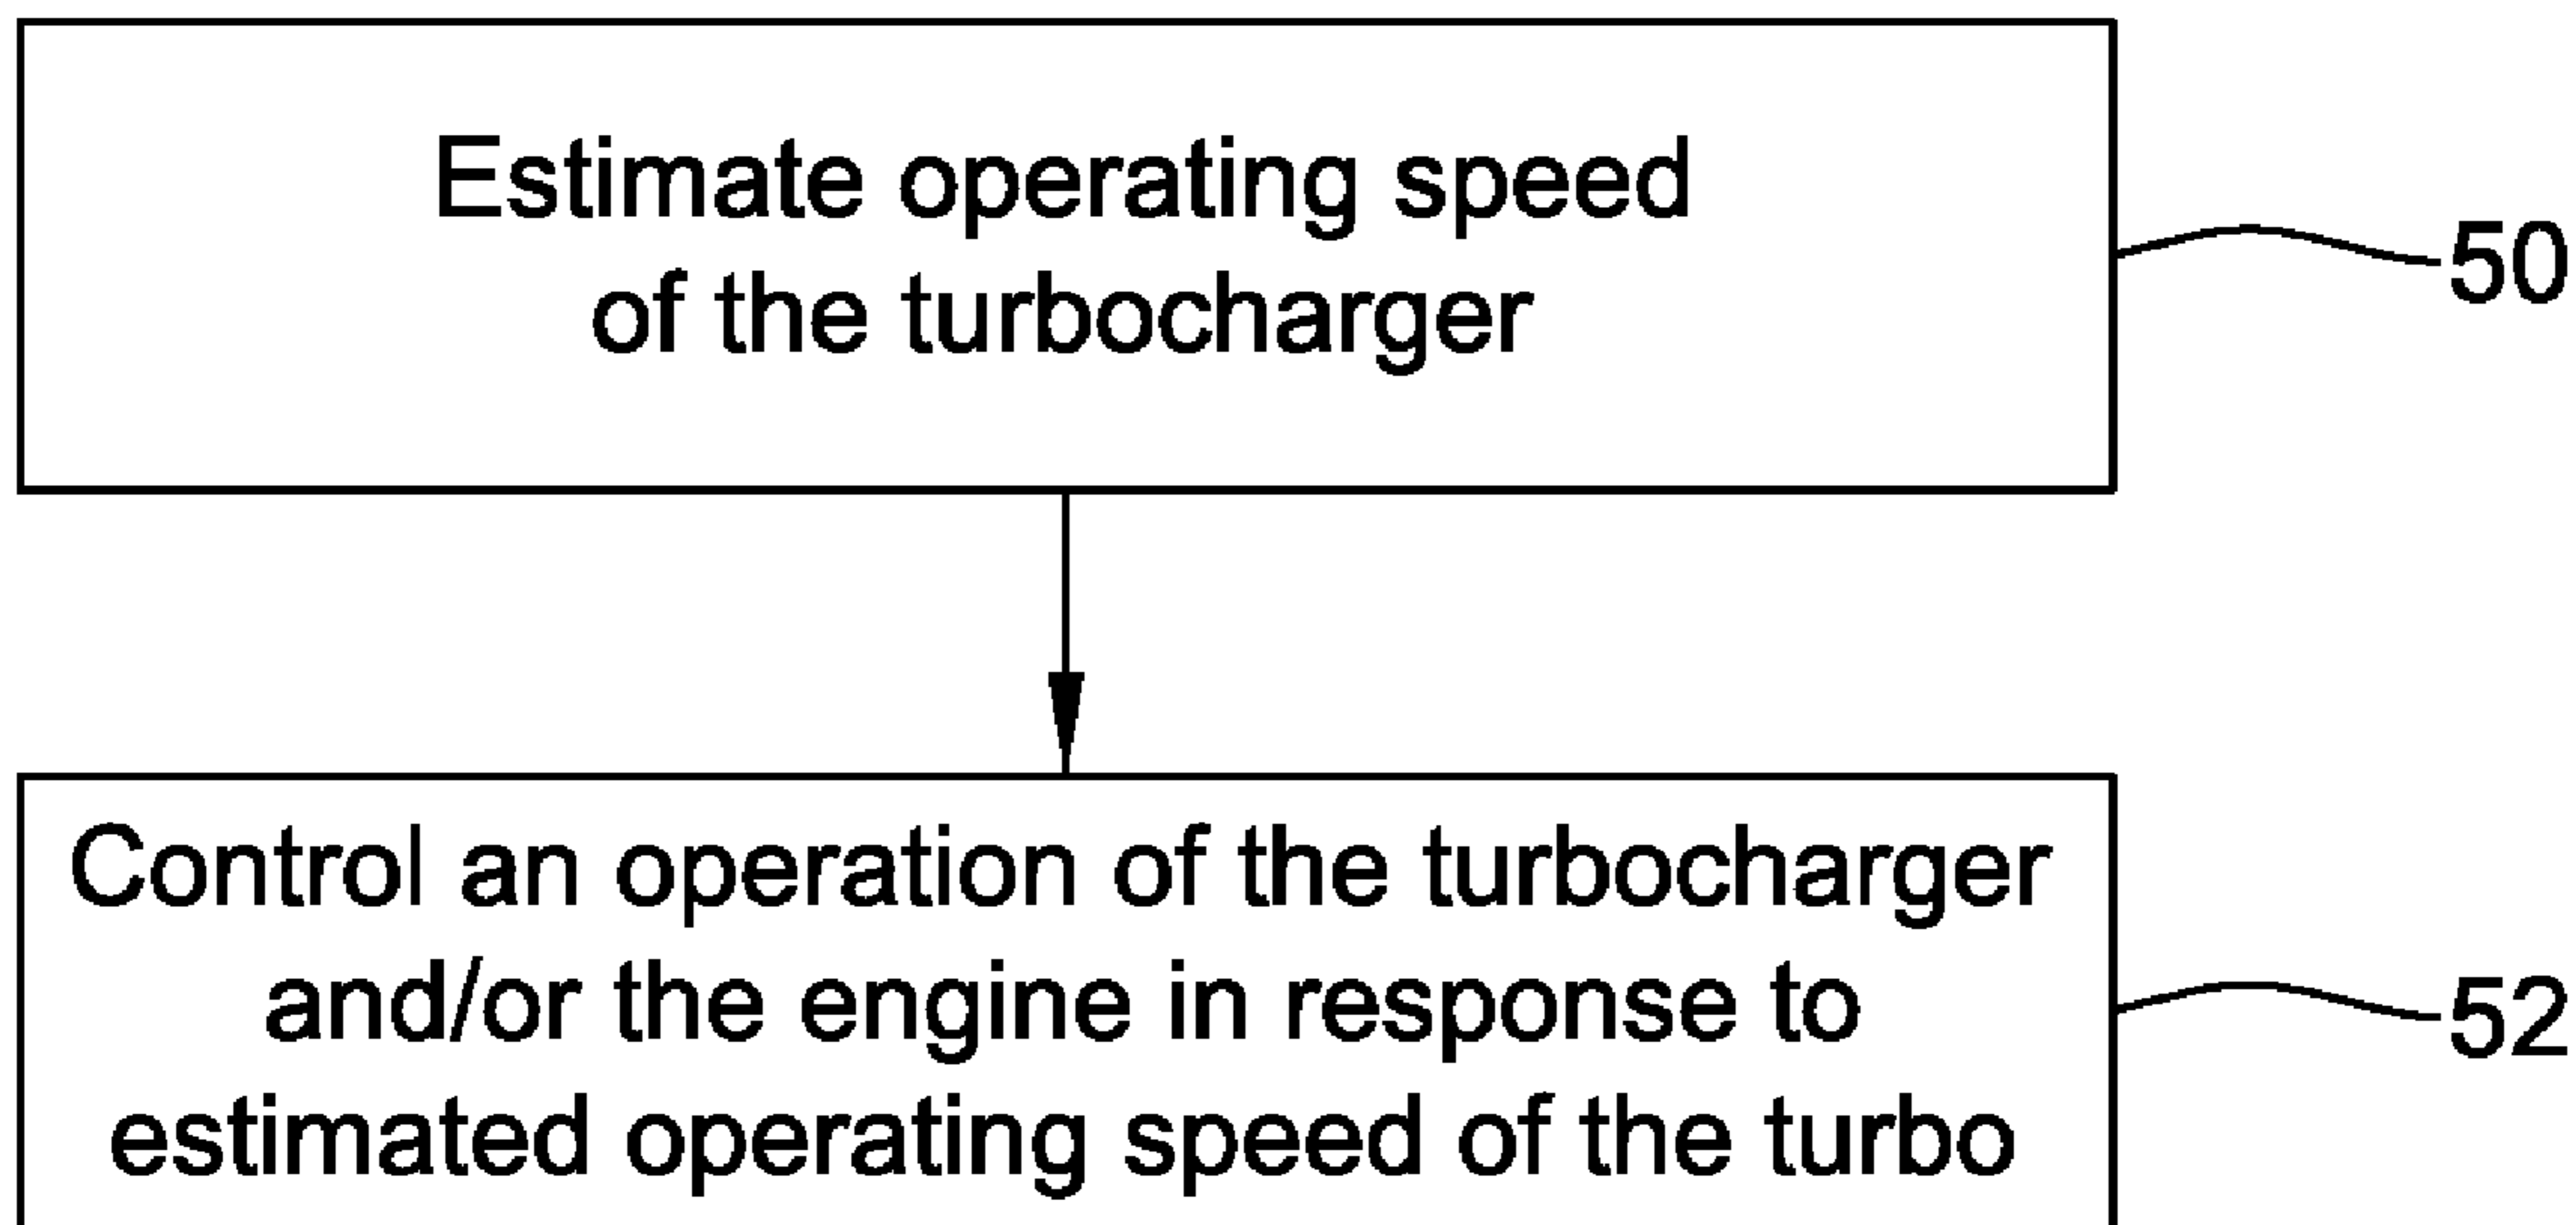 Estimate operating speed
of the turbocharger
50
Control an operation of the turbocharger
and/or the engine in response to
estimated operating speed of the turbo
52